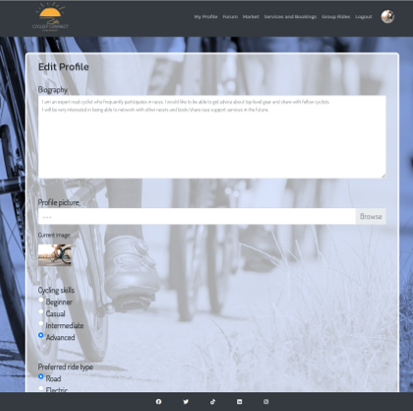 CYCLIST CONNECT
My Profile Forum Market Services and Bookings Group Rides Logout
Edit Profile
Biography
I am an expert road cyclist who frequently participates in races. I would like to be able to get advice about top level gear and share with fellow cyclists.
I will be very interested in being able to network with other racers and book/share race support services in the future.
Profile picture
---
Browse
Current image:
Cycling skills
Beginner
Casual
Intermediate
Advanced
Preferred ride type
Road
Electric